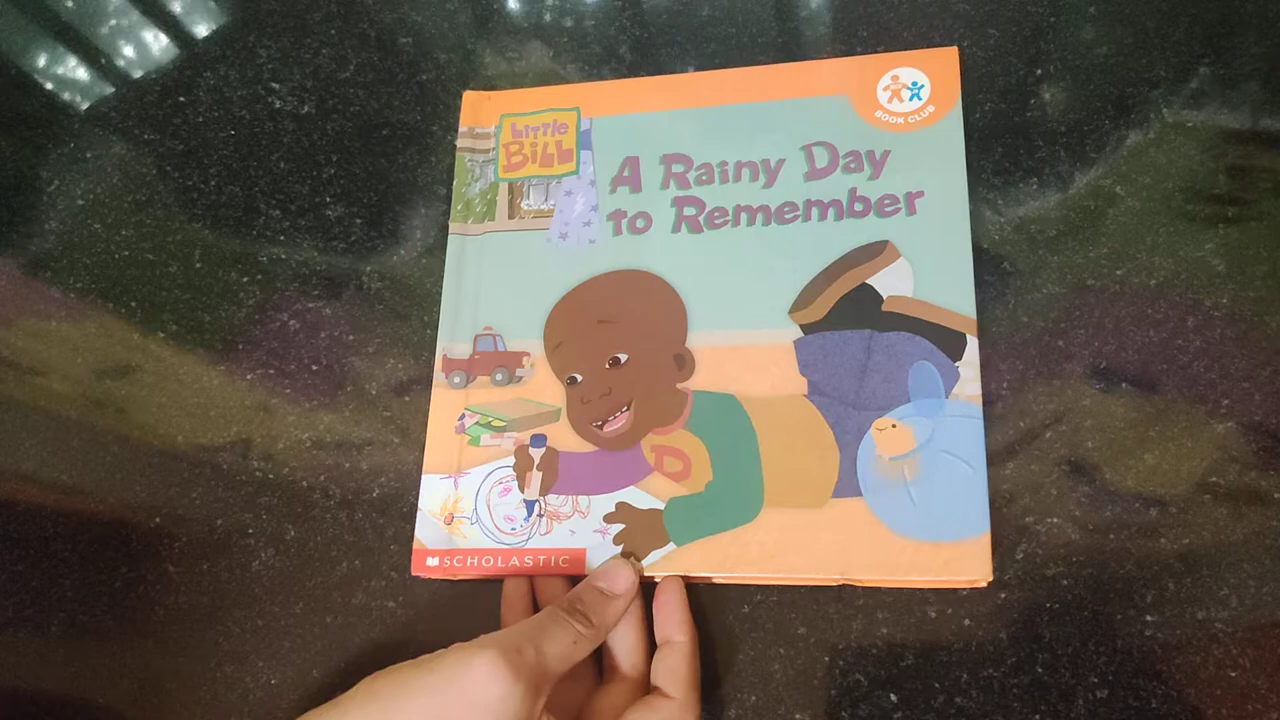 LiTTLe
BiLL
A Rainy Day
to Remember
BOOK CLUB
D
SCHOLASTIC